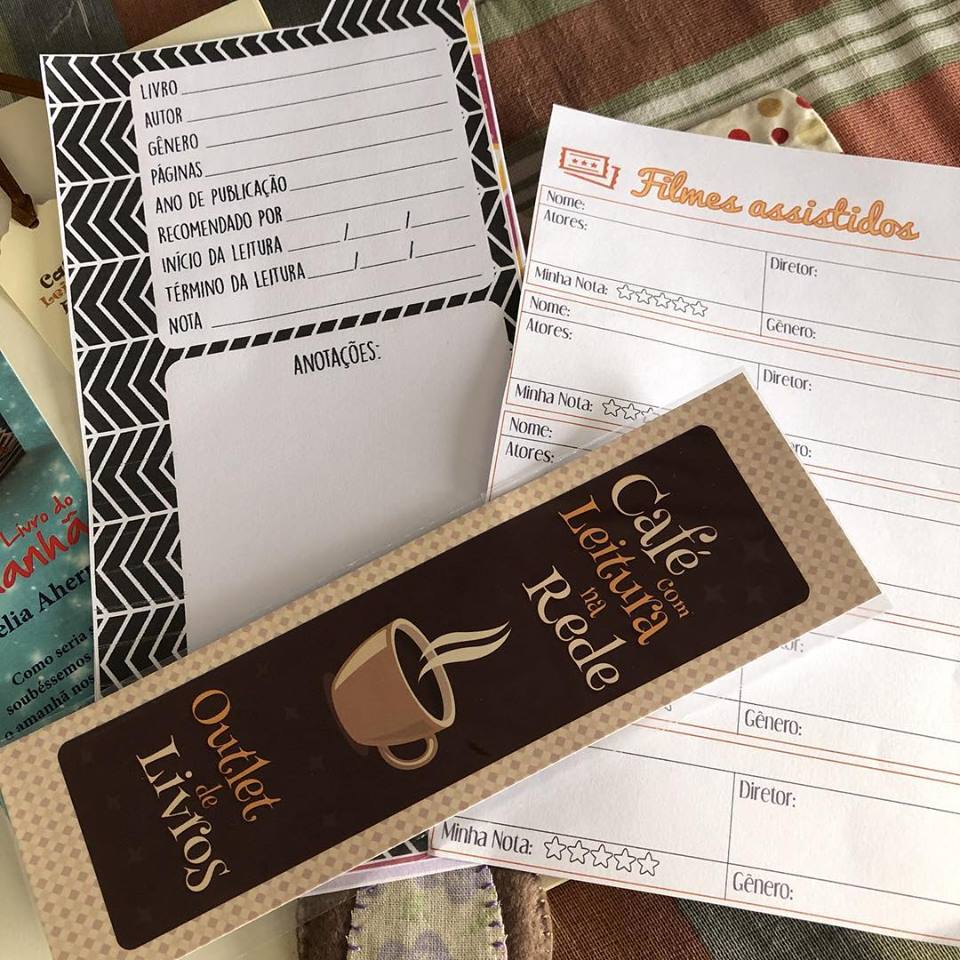 LIVRO
AUTOR
GÊNERO
PÁGINAS
ANO DE PUBLICAÇÃO
RECOMENDADO POR
INÍCIO DA LEITURA / /
TÉRMINO DA LEITURA / /
NOTA
ANOTAÇÕES:
Filmes assistidos
Nome:
Atores:
Diretor:
Minha Nota:
Gênero:
Nome:
Atores:
Diretor:
Minha Nota:
Nome:
Atores:
Gênero:
Diretor:
Minha Nota:
Gênero:
Café
com
Leitura
na
Rede
Outlet
de
Livros
Livro do
elia Aher
Como seria
soubéssemos
o amanhã nos